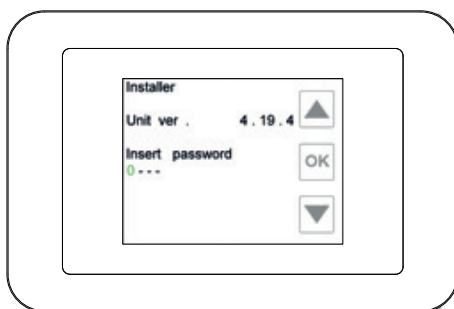 Installer
Unit ver . 4 . 19 . 4
Insert password
0 - - -
OK